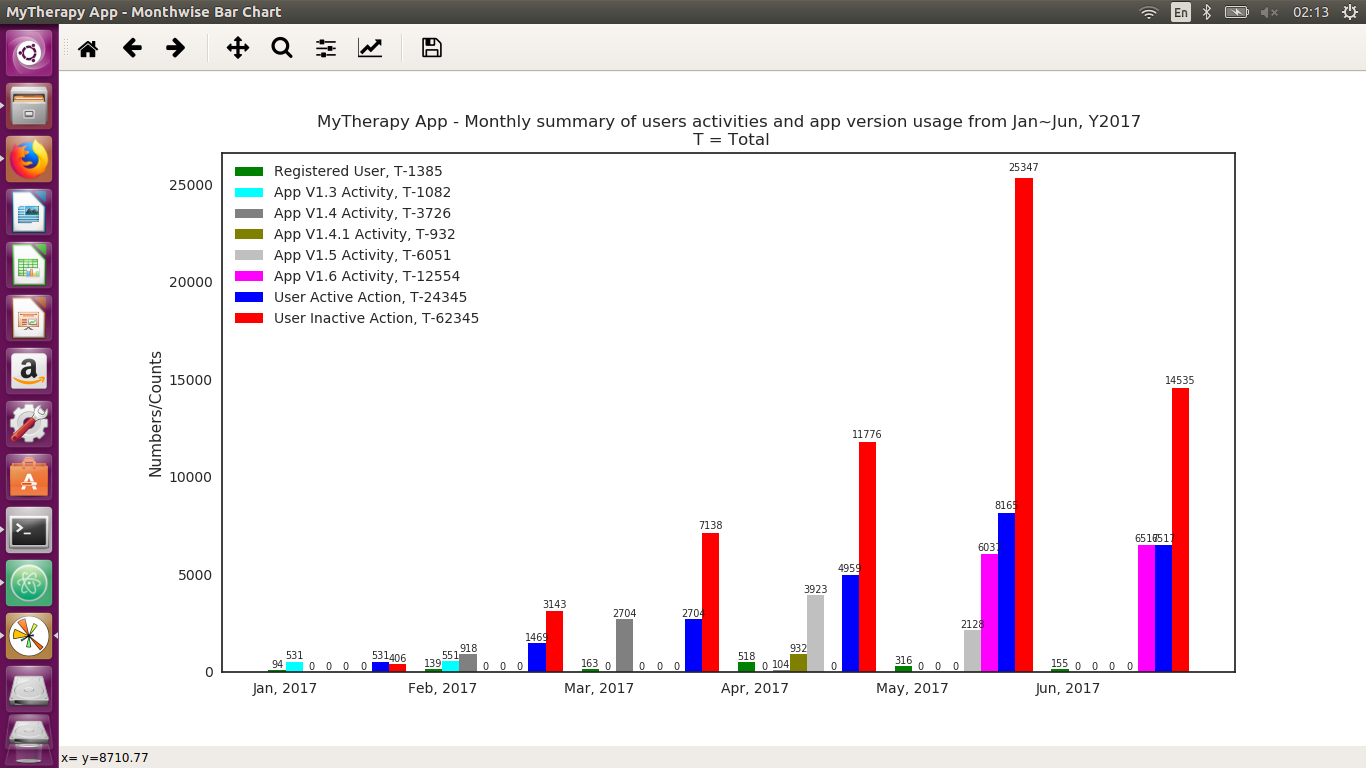 MyTherapy App - Monthwise Bar Chart
En
02:13
MyTherapy App - Monthly summary of users activities and app version usage from Jan~Jun, Y2017
T = Total
Registered User, T-1385
App V1.3 Activity, T-1082
App V1.4 Activity, T-3726
App V1.4.1 Activity, T-932
App V1.5 Activity, T-6051
App V1.6 Activity, T-12554
User Active Action, T-24345
User Inactive Action, T-62345
Numbers/Counts
25000
20000
15000
10000
5000
0
94
531
0
0
0
0
531
406
139
551
918
0
0
0
1469
3143
163
0
2704
0
0
0
2704
7138
518
0
104
932
3923
0
4959
11776
316
0
0
0
2128
6037
8165
25347
155
0
0
0
0
6517
6517
14535
Jan, 2017
Feb, 2017
Mar, 2017
Apr, 2017
May, 2017
Jun, 2017
x= y=8710.77